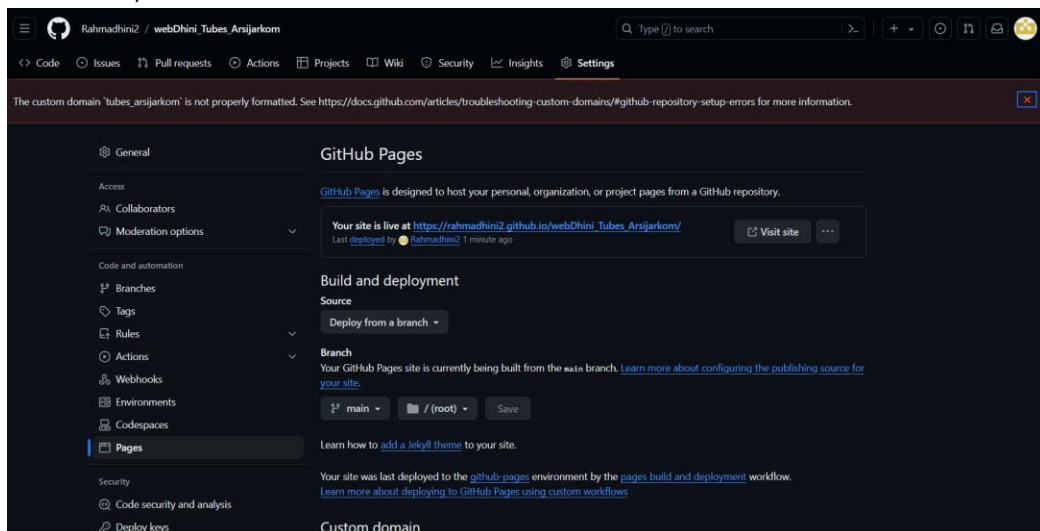 Rahmadhini2 / webDhini_Tubes_Arsijarkom
Type / to search
<> Code Issues Pull requests Actions Projects Wiki Security Insights Settings
The custom domain `tubes_arsijarkom` is not properly formatted. See https://docs.github.com/articles/troubleshooting-custom-domains/#github-repository-setup-errors for more information.
General
Access
Collaborators
Moderation options
Code and automation
Branches
Tags
Rules
Actions
Webhooks
Environments
Codespaces
Pages
Security
Code security and analysis
Deploy keys
GitHub Pages
GitHub Pages is designed to host your personal, organization, or project pages from a GitHub repository.
Your site is live at https://rahmadhini2.github.io/webDhini_Tubes_Arsijarkom/
Last deployed by Rahmadhini2 1 minute ago
Visit site
Build and deployment
Source
Deploy from a branch
Branch
Your GitHub Pages site is currently being built from the main branch. Learn more about configuring the publishing source for
your site.
main / (root) Save
Learn how to add a Jekyll theme to your site.
Your site was last deployed to the github-pages environment by the pages build and deployment workflow.
Learn more about deploying to GitHub Pages using custom workflows
Custom domain